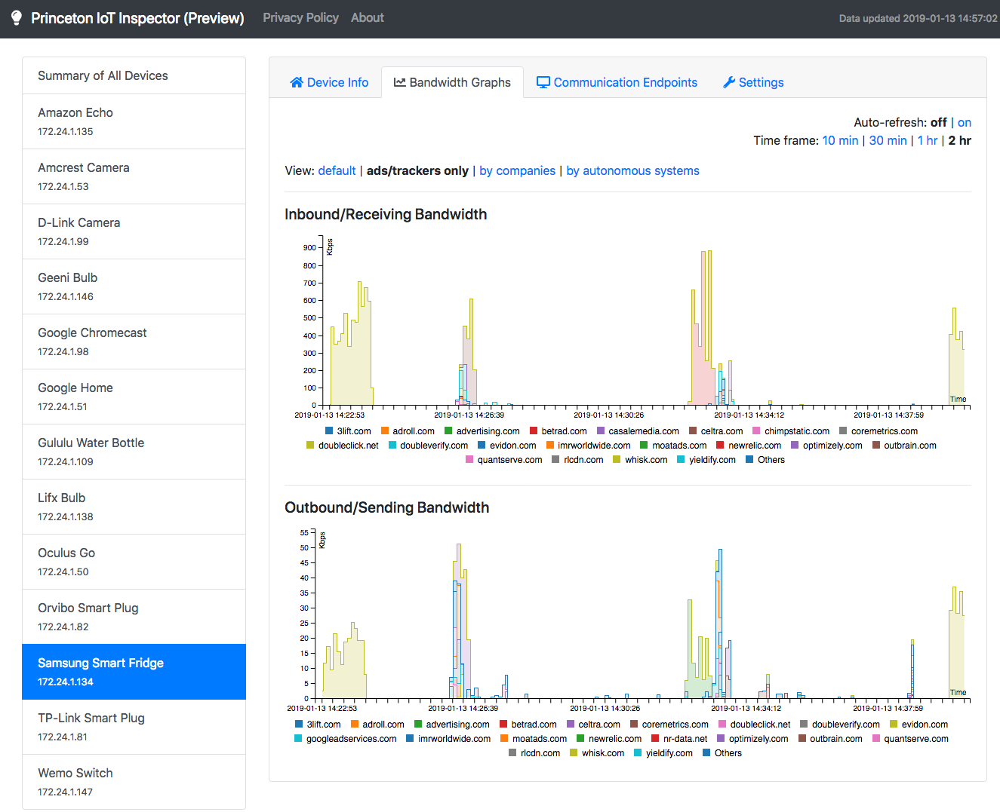 Princeton IoT Inspector (Preview) Privacy Policy About Data updated 2019-01-13 14:57:02
Summary of All Devices
Amazon Echo
172.24.1.135
Amcrest Camera
172.24.1.53
D-Link Camera
172.24.1.99
Geeni Bulb
172.24.1.146
Google Chromecast
172.24.1.98
Google Home
172.24.1.51
Gululu Water Bottle
172.24.1.109
Lifx Bulb
172.24.1.138
Oculus Go
172.24.1.50
Orvibo Smart Plug
172.24.1.82
Samsung Smart Fridge
172.24.1.134
TP-Link Smart Plug
172.24.1.81
Wemo Switch
172.24.1.147
Device Info Bandwidth Graphs Communication Endpoints Settings
Auto-refresh: off | on
Time frame: 10 min | 30 min | 1 hr | 2 hr
View: default | ads/trackers only | by companies | by autonomous systems
Inbound/Receiving Bandwidth
Kbps
900
800
700
600
500
400
300
200
100
0
Time
2019-01-13 14:22:53 2019-01-13 14:26:39 2019-01-13 14:30:26 2019-01-13 14:34:12 2019-01-13 14:37:59
3lift.com adroll.com advertising.com betrad.com casalemedia.com celtra.com chimpstatic.com coremetrics.com
doubleclick.net doubleverify.com evidon.com imrworldwide.com moatads.com newrelic.com optimizely.com outbrain.com
quantserve.com rlcdn.com whisk.com yieldify.com Others
Outbound/Sending Bandwidth
Kbps
55
50
45
40
35
30
25
20
15
10
5
0
Time
2019-01-13 14:22:53 2019-01-13 14:26:39 2019-01-13 14:30:26 2019-01-13 14:34:12 2019-01-13 14:37:59
3lift.com adroll.com advertising.com betrad.com celtra.com coremetrics.com doubleclick.net doubleverify.com evidon.com
googleadservices.com imrworldwide.com moatads.com newrelic.com nr-data.net optimizely.com outbrain.com quantserve.com
rlcdn.com whisk.com yieldify.com Others